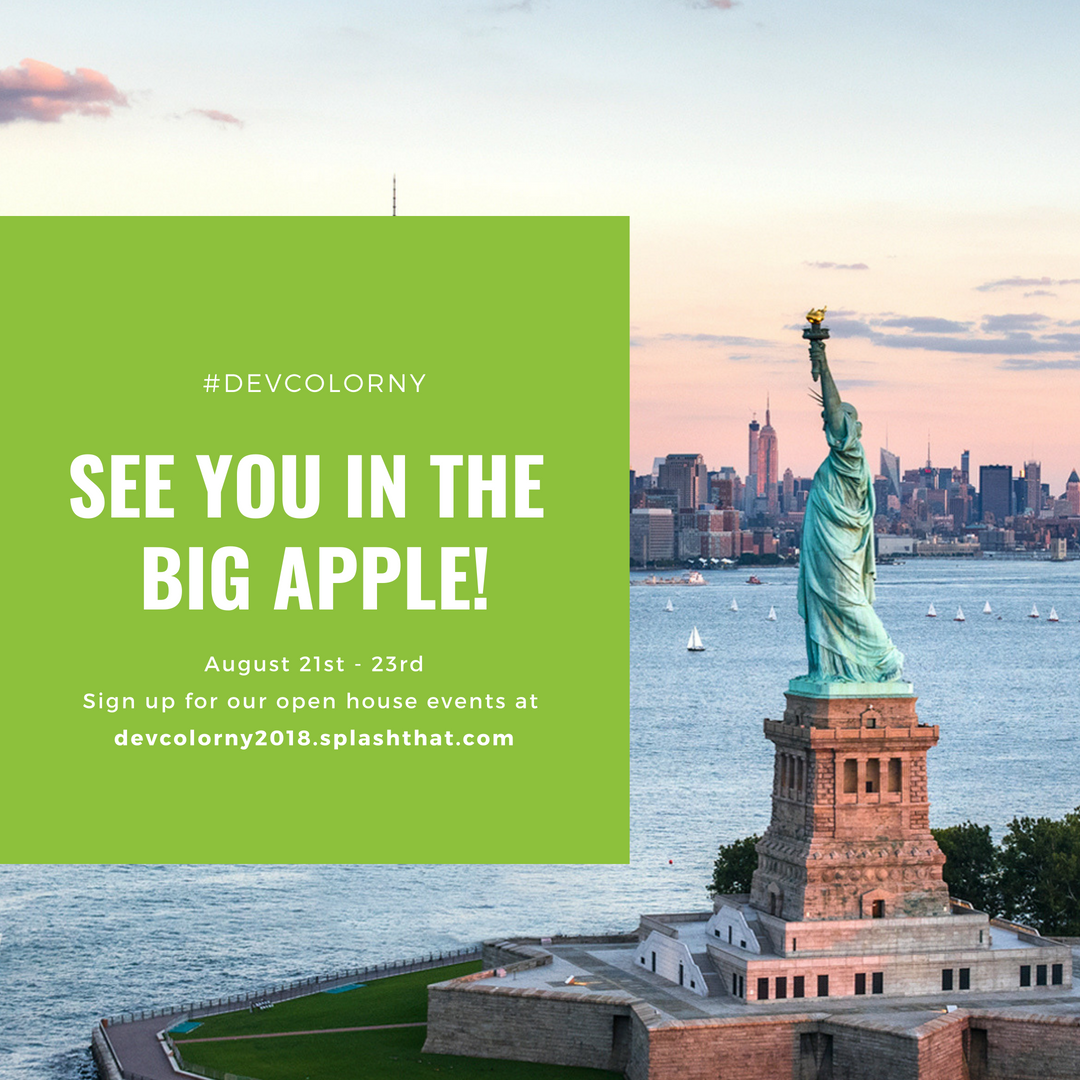 #DEVCOLORNY
SEE YOU IN THE
BIG APPLE!
August 21st - 23rd
Sign up for our open house events at
devcolorny2018.splashthat.com